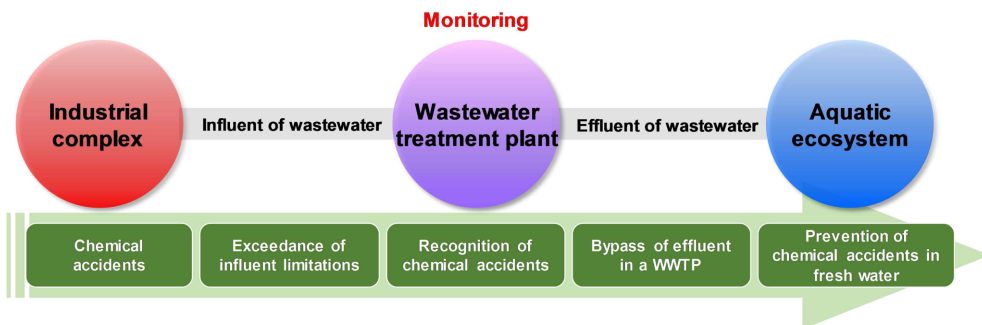 Monitoring
Industrial
complex
Influent of wastewater
Wastewater
treatment plant
Effluent of wastewater
Aquatic
ecosystem
Chemical
accidents
Exceedance of
influent limitations
Recognition of
chemical accidents
Bypass of effluent
in a WWTP
Prevention of
chemical accidents in
fresh water